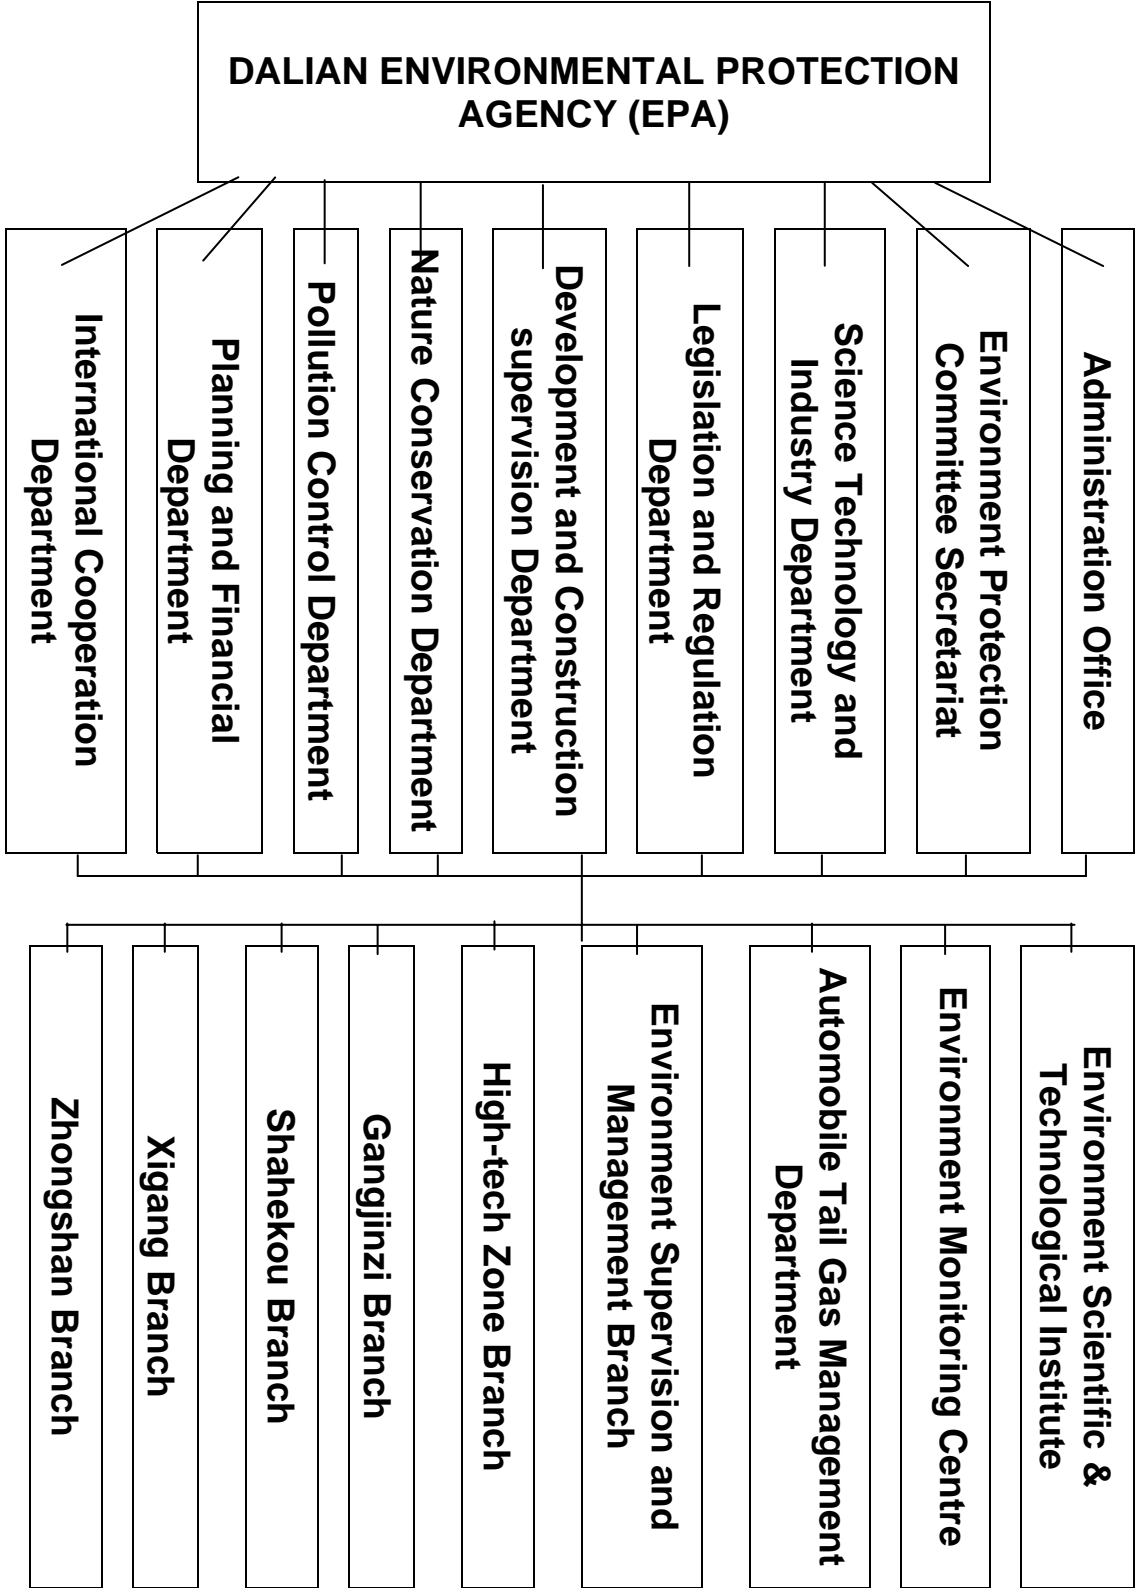 DALIAN ENVIRONMENTAL PROTECTION
AGENCY (EPA)
International Cooperation
Department
Planning and Financial
Department
Pollution Control Department
Nature Conservation Department
Development and Construction
supervision Department
Legislation and Regulation
Department
Science Technology and
Industry Department
Environment Protection
Committee Secretariat
Administration Office
Zhongshan Branch
Xigang Branch
Shahekou Branch
Gangjinzi Branch
High-tech Zone Branch
Environment Supervision and
Management Branch
Automobile Tail Gas Management
Department
Environment Monitoring Centre
Environment Scientific &
Technological Institute